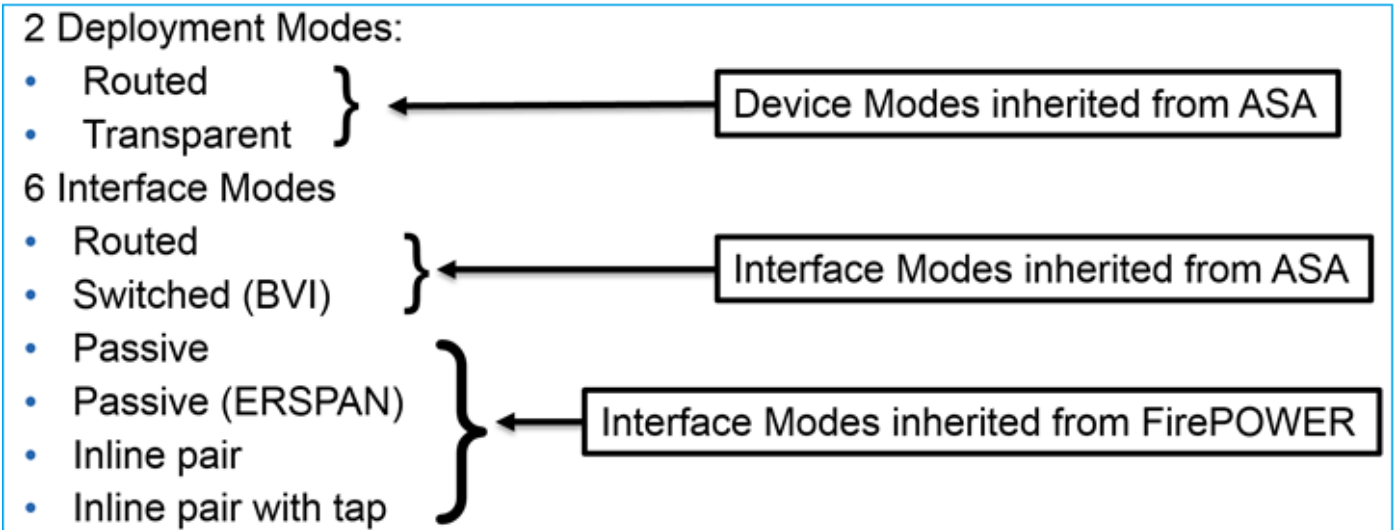 2 Deployment Modes:
• Routed
• Transparent
Device Modes inherited from ASA
6 Interface Modes
• Routed
• Switched (BVI)
Interface Modes inherited from ASA
• Passive
• Passive (ERSPAN)
• Inline pair
• Inline pair with tap
Interface Modes inherited from FirePOWER